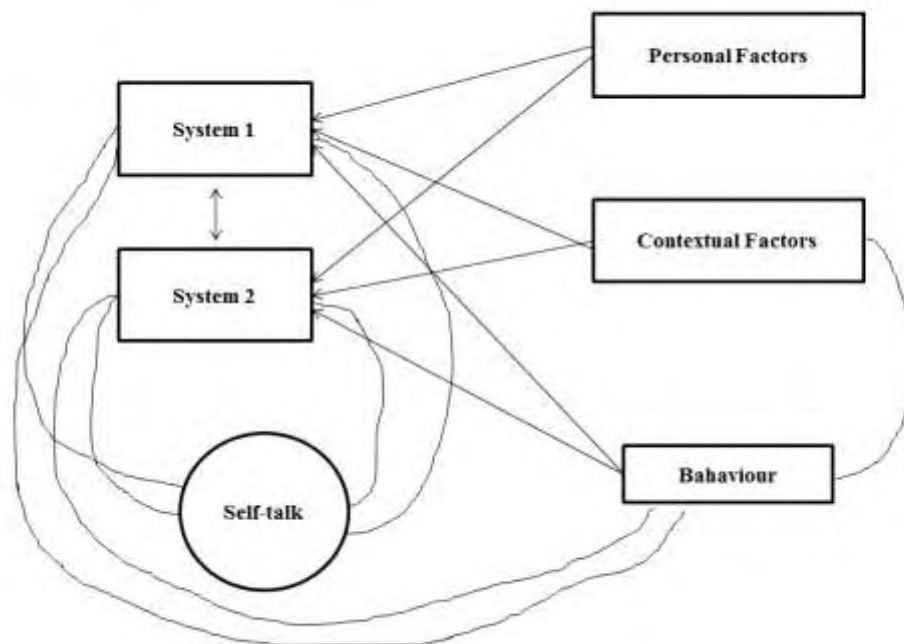 Personal Factors
System 1
Contextual Factors
System 2
Bahaviour
Self-talk